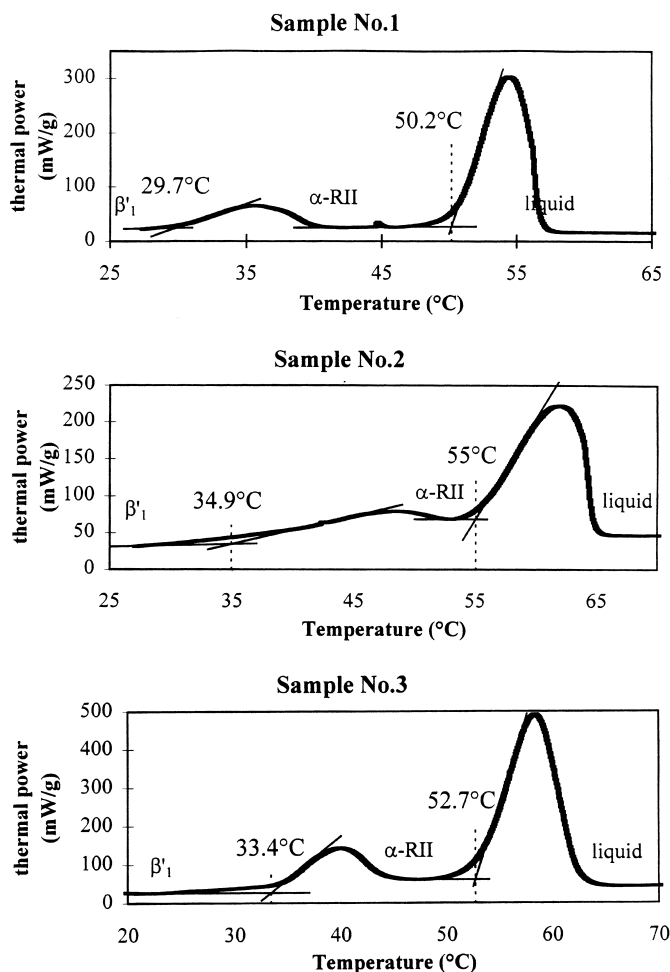 Sample No.1
thermal power
(mW/g)
300
200
100
0
29.7°C
50.2°C
β'₁
α-RII
liquid
25
35
45
55
65
Temperature (°C)
Sample No.2
thermal power
(mW/g)
250
200
150
100
50
0
34.9°C
55°C
β'₁
α-RII
liquid
25
35
45
55
65
Temperature (°C)
Sample No.3
thermal power
(mW/g)
500
400
300
200
100
0
33.4°C
52.7°C
β'₁
α-RII
liquid
20
30
40
50
60
70
Temperature (°C)